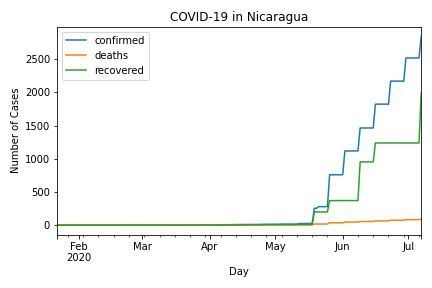 COVID-19 in Nicaragua
confirmed
deaths
recovered
Number of Cases
2500
2000
1500
1000
500
0
Feb
2020
Mar
Apr
May
Jun
Jul
Day